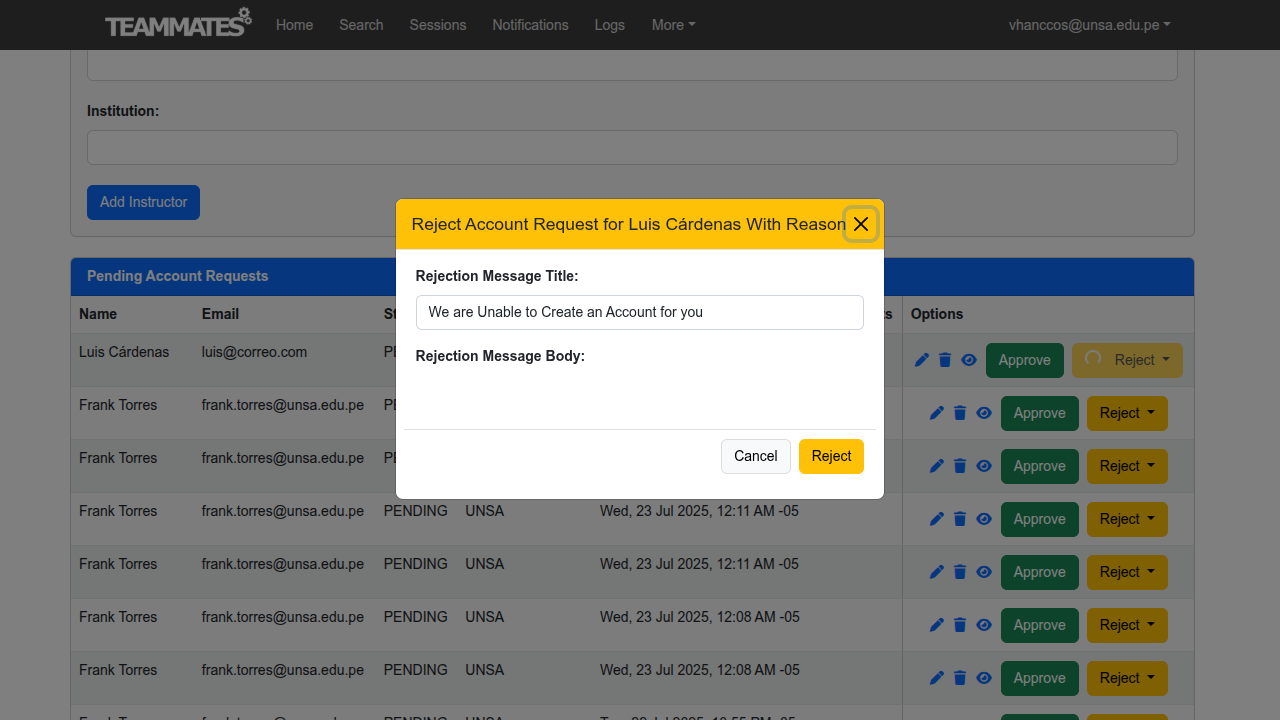 TEAMMATES Home Search Sessions Notifications Logs More vhanccos@unsa.edu.pe
Institution:
Add Instructor
Reject Account Request for Luis Cárdenas With Reason
Rejection Message Title:
We are Unable to Create an Account for you
Rejection Message Body:
Cancel Reject
Pending Account Requests
Name Email Options
Luis Cárdenas luis@correo.com Approve Reject
Frank Torres frank.torres@unsa.edu.pe Approve Reject
Frank Torres frank.torres@unsa.edu.pe Approve Reject
Frank Torres frank.torres@unsa.edu.pe PENDING UNSA Wed, 23 Jul 2025, 12:11 AM -05 Approve Reject
Frank Torres frank.torres@unsa.edu.pe PENDING UNSA Wed, 23 Jul 2025, 12:11 AM -05 Approve Reject
Frank Torres frank.torres@unsa.edu.pe PENDING UNSA Wed, 23 Jul 2025, 12:08 AM -05 Approve Reject
Frank Torres frank.torres@unsa.edu.pe PENDING UNSA Wed, 23 Jul 2025, 12:08 AM -05 Approve Reject